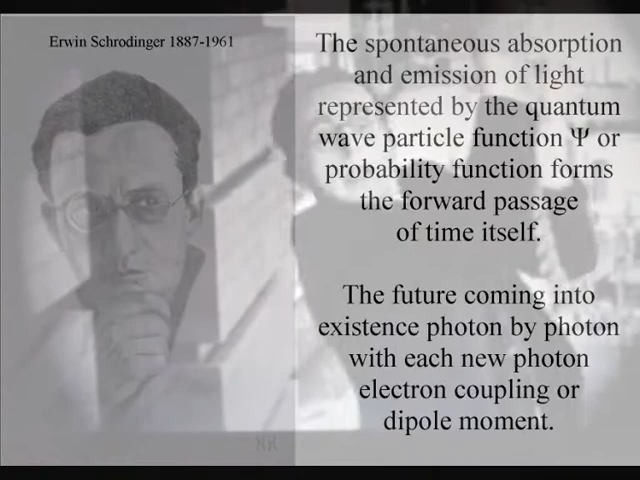 Erwin Schrodinger 1887-1961
The spontaneous absorption
and emission of light
represented by the quantum
wave particle function Ψ or
probability function forms
the forward passage
of time itself.
The future coming into
existence photon by photon
with each new photon
electron coupling or
dipole moment.